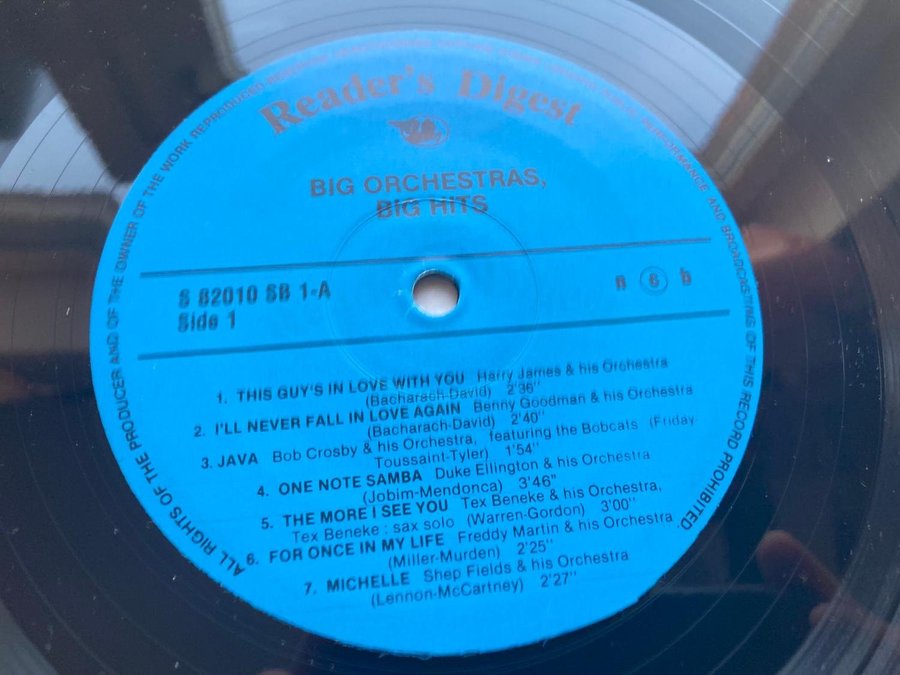 Reader's Digest
BIG ORCHESTRAS,
BIG HITS
S 82010 SB 1-A
Side 1
n 6 b
1. THIS GUY'S IN LOVE WITH YOU Harry James & his Orchestra
(Bacharach-David) 2'36"
2. I'LL NEVER FALL IN LOVE AGAIN Benny Goodman & his Orchestra
(Bacharach-David) 2'40''
3. JAVA Bob Crosby & his Orchestra, featuring the Bobcats (Friday-
Toussaint-Tyler) 1'54''
4. ONE NOTE SAMBA Duke Ellington & his Orchestra
(Jobim-Mendonca) 3'46"
5. THE MORE I SEE YOU Tex Beneke & his Orchestra,
Tex Beneke : sax solo (Warren-Gordon) 3'00'
6. FOR ONCE IN MY LIFE Freddy Martin & his Orchestra
(Miller-Murden) 2'25''
7. MICHELLE Shep Fields & his Orchestra
(Lennon-McCartney) 2'27''
ALL RIGHTS OF THE PRODUCER AND OF THE OWNER OF THE WORK REPRODUCED PERFORMANCE AND BROADCASTING OF THIS RECORD PROHIBITED